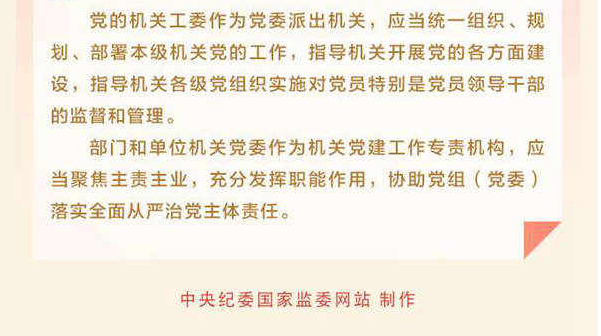 党的机关工委作为党委派出机关，应当统一组织、规
划、部署本级机关党的工作，指导机关开展党的各方面建
设，指导机关各级党组织实施对党员特别是党员领导干部
的监督和管理。
部门和单位机关党委作为机关党建工作专责机构，应
当聚焦主责主业，充分发挥职能作用，协助党组（党委）
落实全面从严治党主体责任。
中央纪委国家监委网站 制作